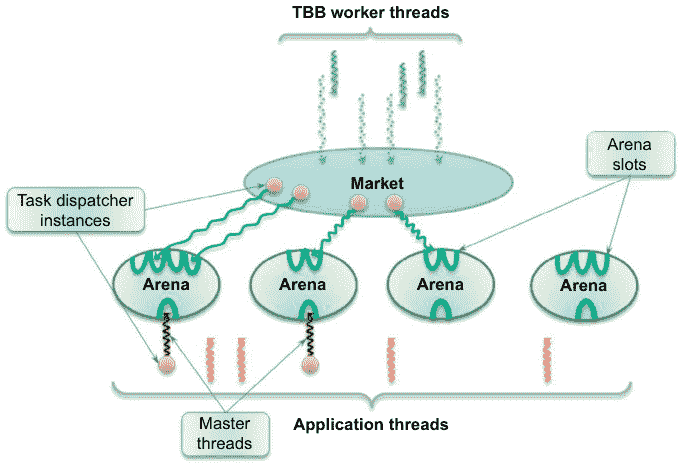 TBB worker threads
Arena
slots
Market
Task dispatcher
instances
Arena
Arena
Arena
Arena
Master
threads
Application threads